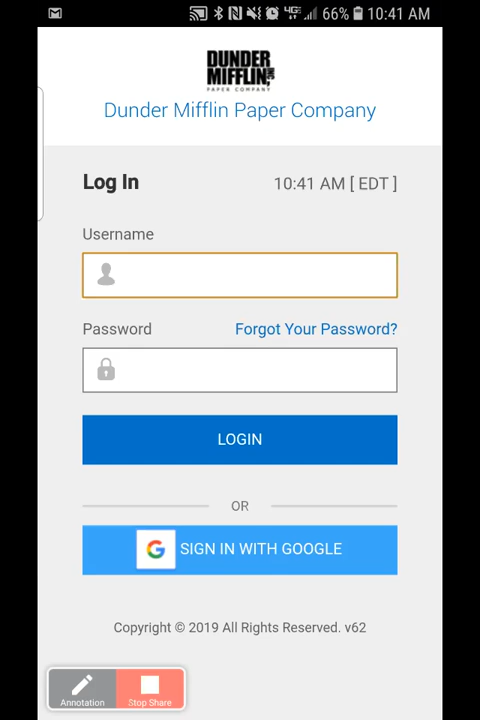 4G 66% 10:41 AM
DUNDER
MIFFLIN, INC
PAPER COMPANY
Dunder Mifflin Paper Company
Log In 10:41 AM [ EDT ]
Username
Password Forgot Your Password?
LOGIN
OR
G SIGN IN WITH GOOGLE
Copyright © 2019 All Rights Reserved. v62
Annotation Stop Share